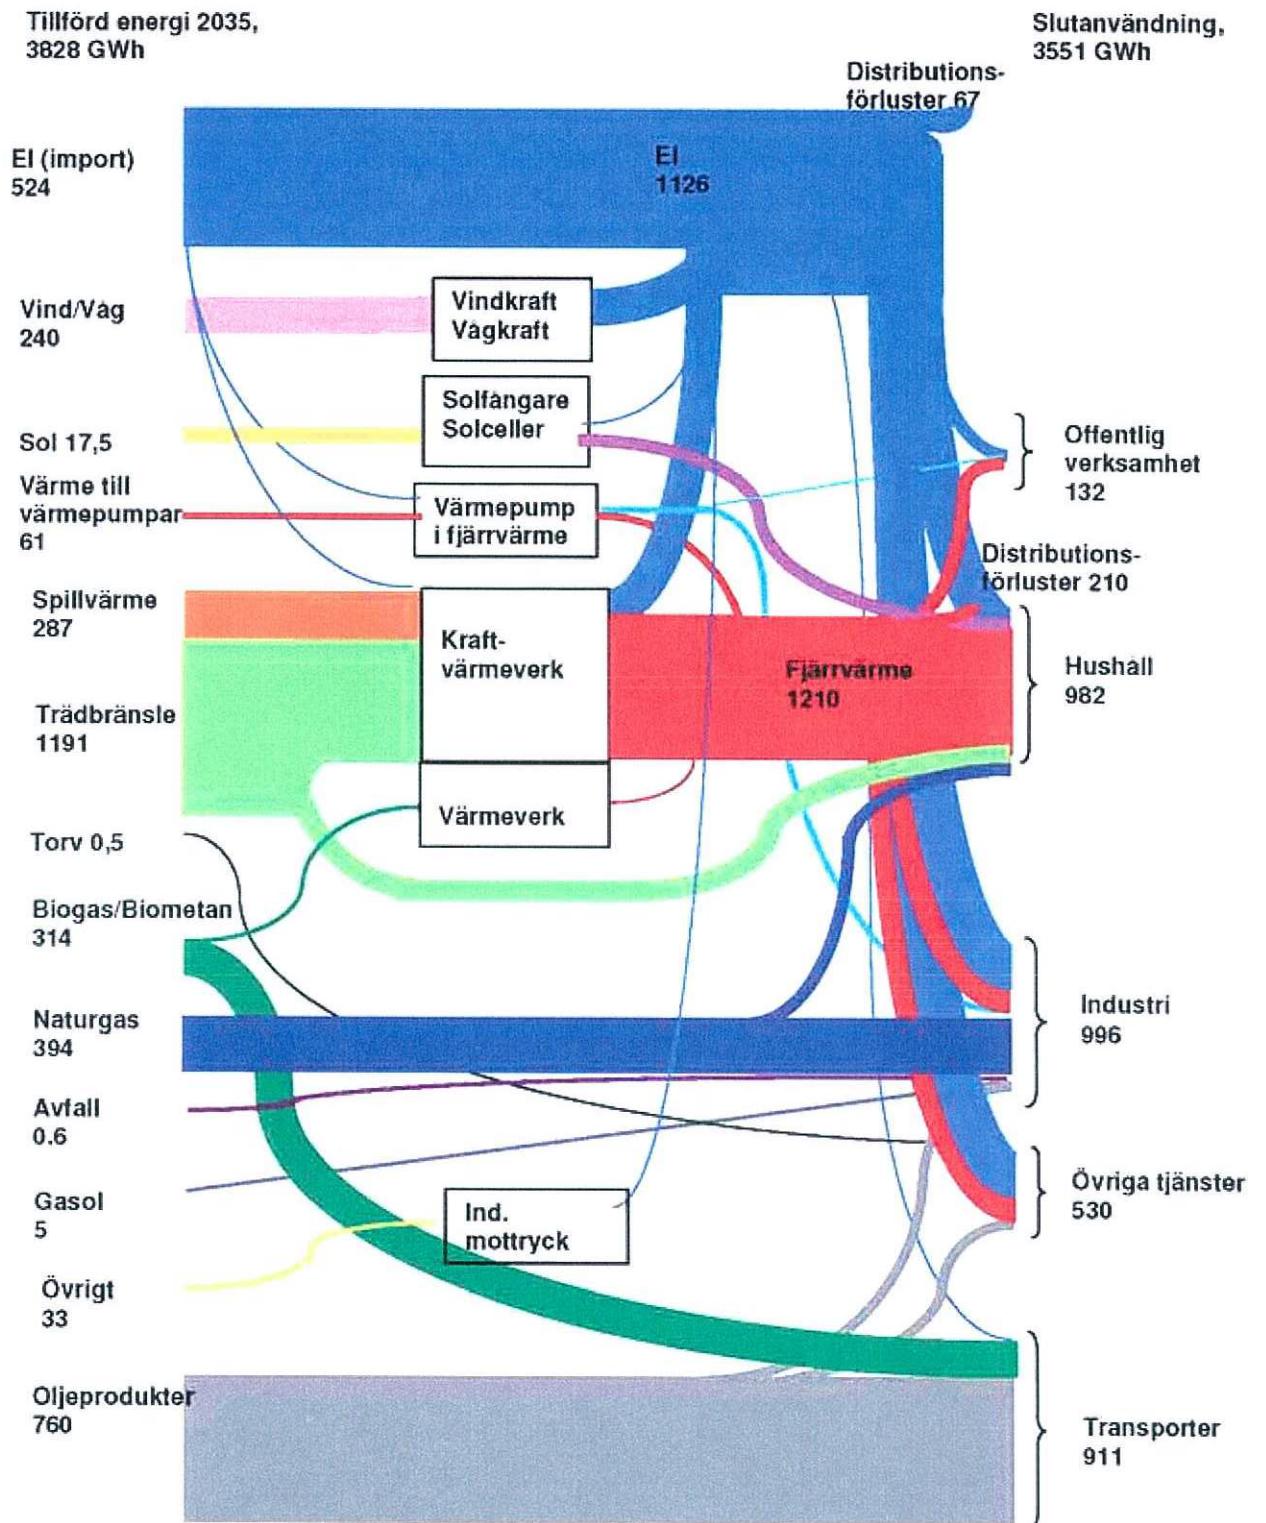 Tillförd energi 2035,
3828 GWh
Slutanvändning,
3551 GWh
Distributions-
förluster 67
El (import)
524
El
1126
Vind/Våg
240
Vindkraft
Vågkraft
Solfångare
Solceller
Sol 17,5
Offentlig
verksamhet
132
Värme till
värmepumpar
61
Värmepump
i fjärrvärme
Distributions-
förluster 210
Spillvärme
287
Kraft-
värmeverk
Fjärrvärme
1210
Hushåll
982
Trädbränsle
1191
Värmeverk
Torv 0,5
Biogas/Biometan
314
Naturgas
394
Industri
996
Avfall
0.6
Gasol
5
Ind.
mottryck
Övriga tjänster
530
Övrigt
33
Oljeprodukter
760
Transporter
911